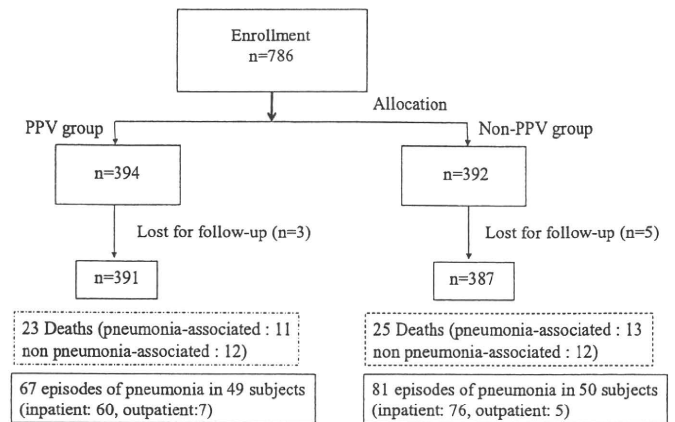 Enrollment
n=786
Allocation
PPV group
Non-PPV group
n=394
n=392
Lost for follow-up (n=3)
Lost for follow-up (n=5)
n=391
n=387
23 Deaths (pneumonia-associated : 11
non pneumonia-associated : 12)
25 Deaths (pneumonia-associated : 13
non pneumonia-associated : 12)
67 episodes of pneumonia in 49 subjects
(inpatient: 60, outpatient:7)
81 episodes of pneumonia in 50 subjects
(inpatient: 76, outpatient: 5)